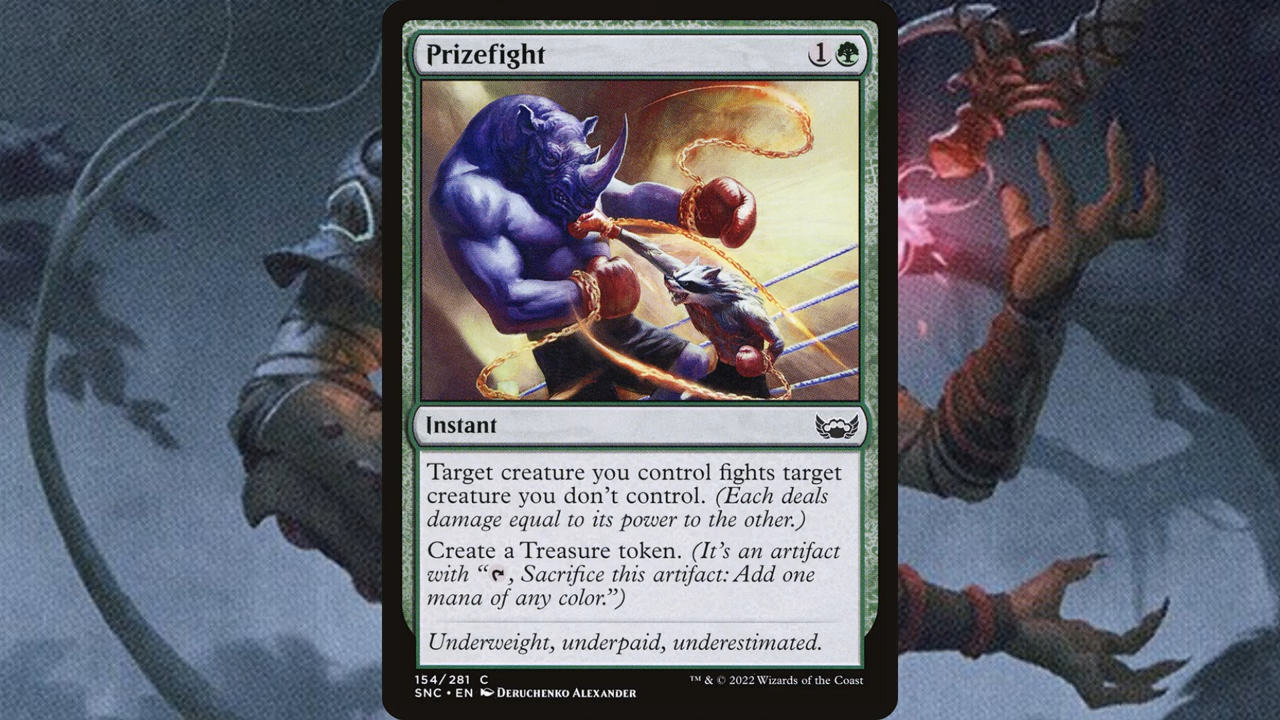 Prizefight 1
Instant
Target creature you control fights target
creature you don't control. (Each deals
damage equal to its power to the other.)
Create a Treasure token. (It's an artifact
with “, Sacrifice this artifact: Add one
mana of any color.”)
Underweight, underpaid, underestimated.
154/281 C
SNC • EN Deruchenko Alexander
™ & © 2022 Wizards of the Coast